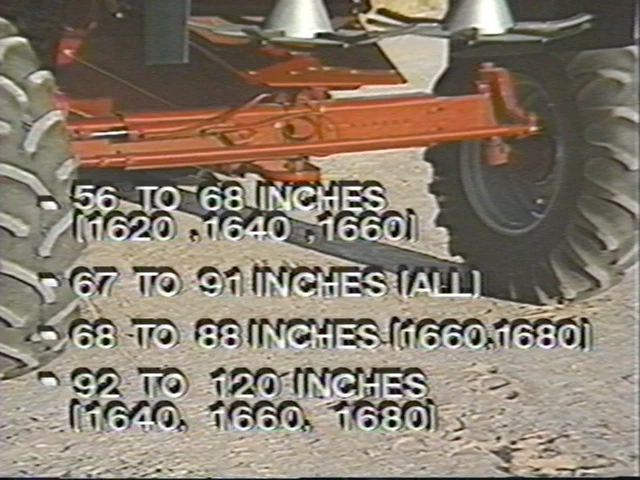 56 TO 68 INCHES
(1620 ,1640 ,1660)
67 TO 91 INCHES (ALL)
68 TO 88 INCHES (1660,1680)
92 TO 120 INCHES
(1640, 1660, 1680)